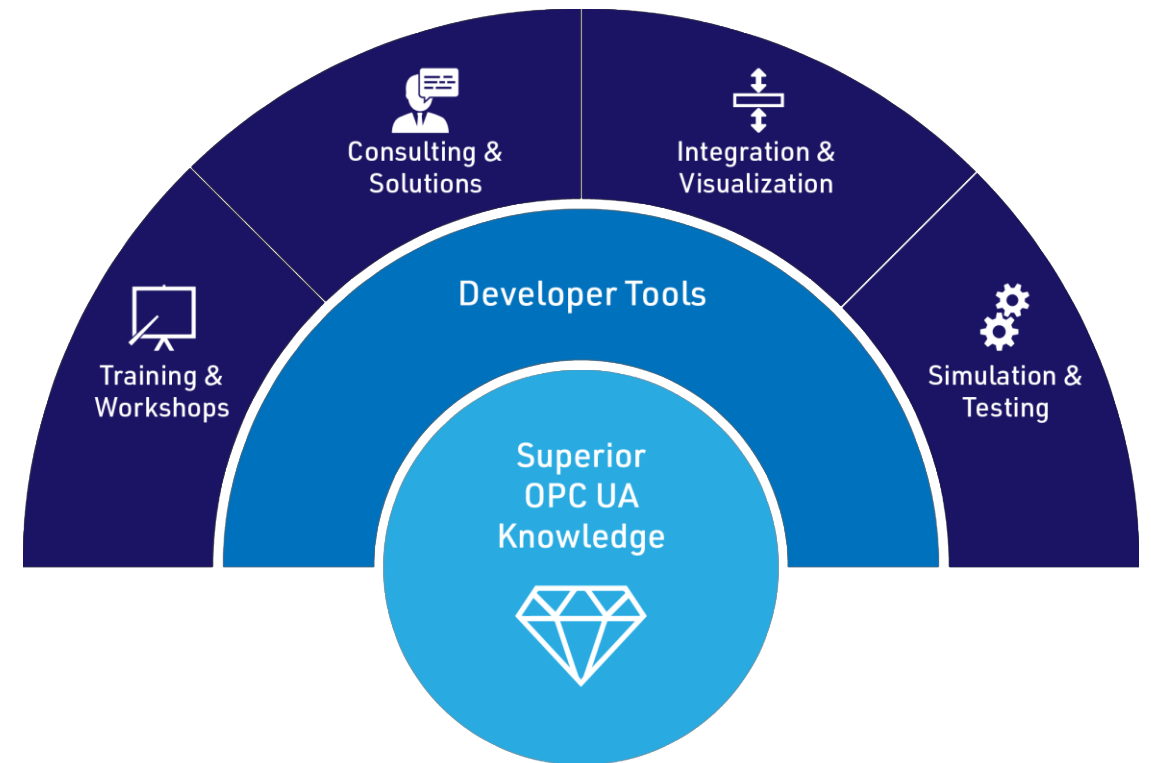 Consulting &
Solutions
Integration &
Visualization
Developer Tools
Training &
Workshops
Simulation &
Testing
Superior
OPC UA
Knowledge